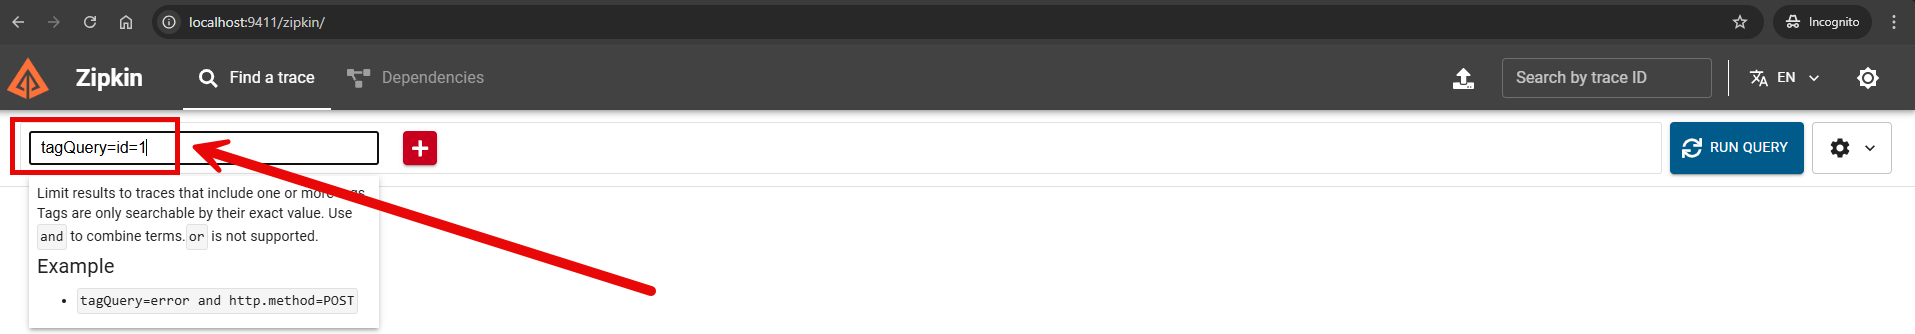 localhost:9411/zipkin/
Incognito
Zipkin
Find a trace
Dependencies
Search by trace ID
EN
tagQuery=id=1
RUN QUERY
Limit results to traces that include one or more
Tags are only searchable by their exact value. Use
and to combine terms. or is not supported.
Example
• tagQuery=error and http.method=POST